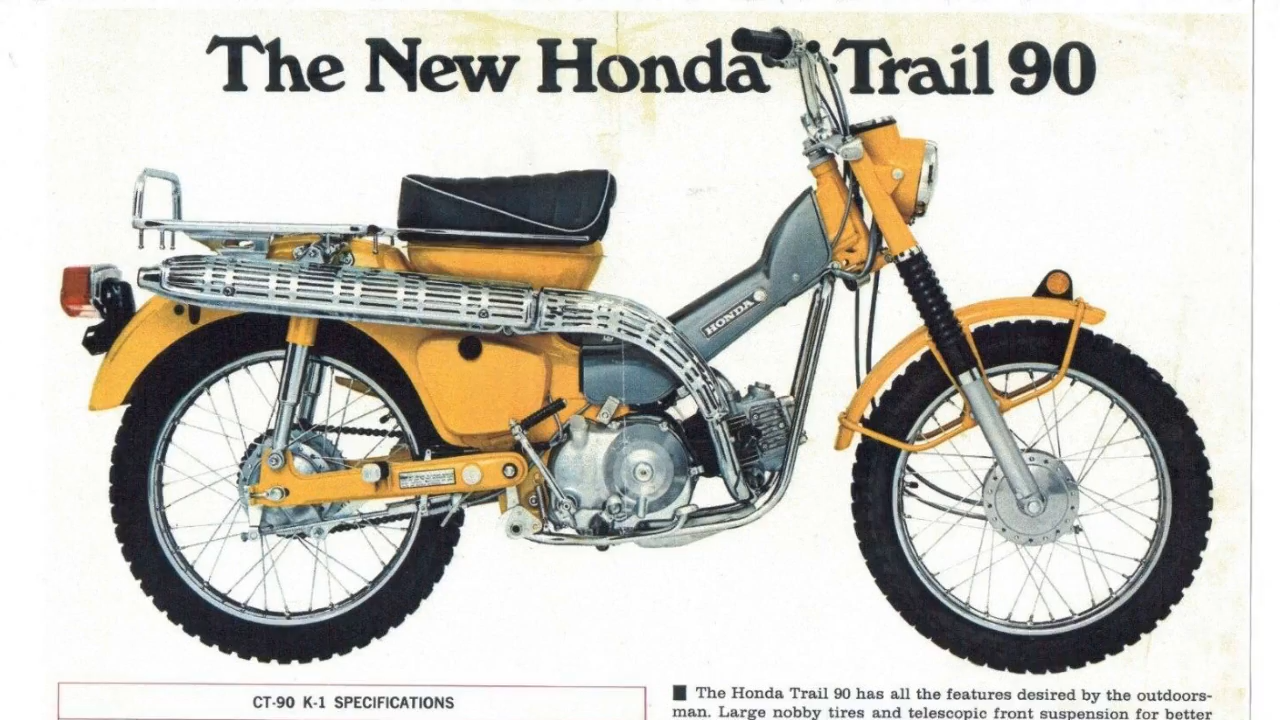 The New Honda Trail 90
HONDA
CT-90 K-1 SPECIFICATIONS
■ The Honda Trail 90 has all the features desired by the outdoors-
man. Large nobby tires and telescopic front suspension for better